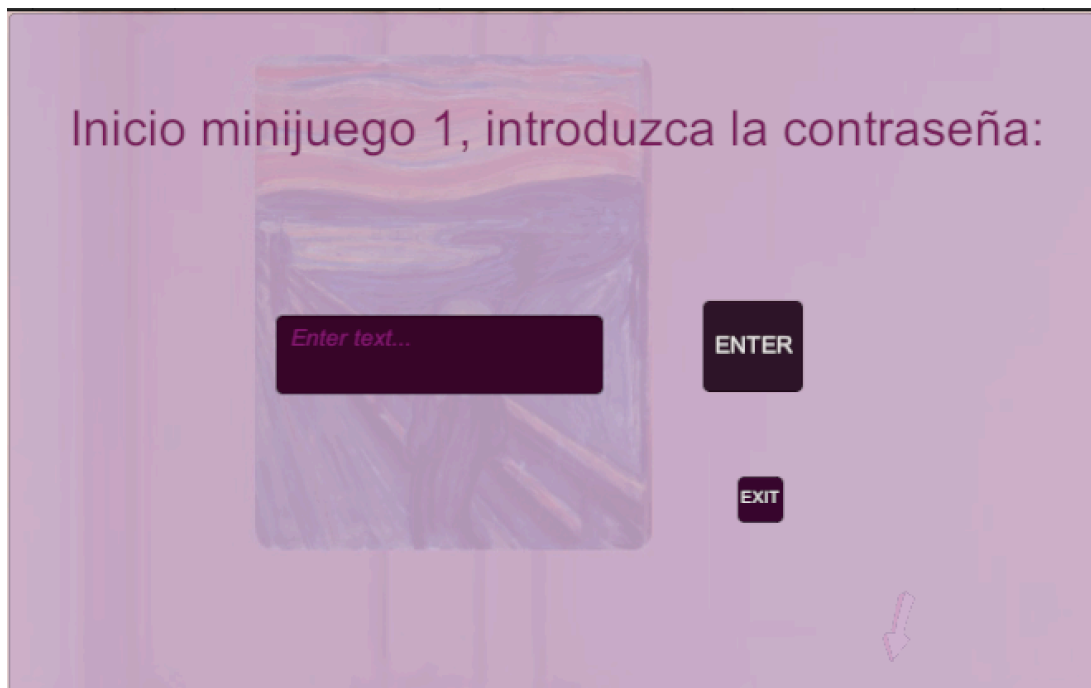 Inicio minijuego 1, introduzca la contraseña:
Enter text...
ENTER
EXIT